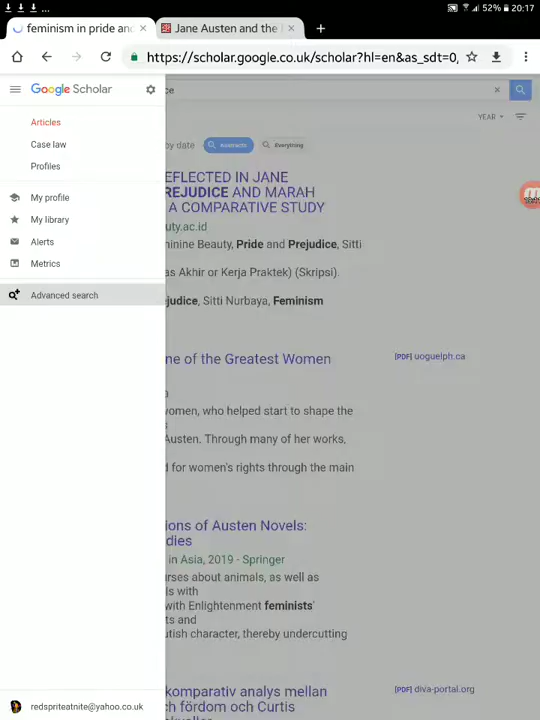 52% 20:17
feminism in pride and
Jane Austen and the
https://scholar.google.co.uk/scholar?hl=en&as_sdt=0,
Google Scholar
ce
YEAR
Articles
Case law
Profiles
by date Abstracts Everything
My profile
My library
Alerts
Metrics
Advanced search
EFLECTED IN JANE
REJUDICE AND MARAH
A COMPARATIVE STUDY
uty.ac.id
minine Beauty, Pride and Prejudice, Sitti
as Akhir or Kerja Praktek) (Skripsi).
judice, Sitti Nurbaya, Feminism
ne of the Greatest Women
[PDF] uoguelph.ca
women, who helped start to shape the
s
Austen. Through many of her works,
d for women's rights through the main
ions of Austen Novels:
dies
in Asia, 2019 - Springer
urses about animals, as well as
ls with
with Enlightenment feminists'
ts and
utish character, thereby undercutting
komparativ analys mellan
[PDF] diva-portal.org
ch fördom och Curtis
redspriteatnite@yahoo.co.uk